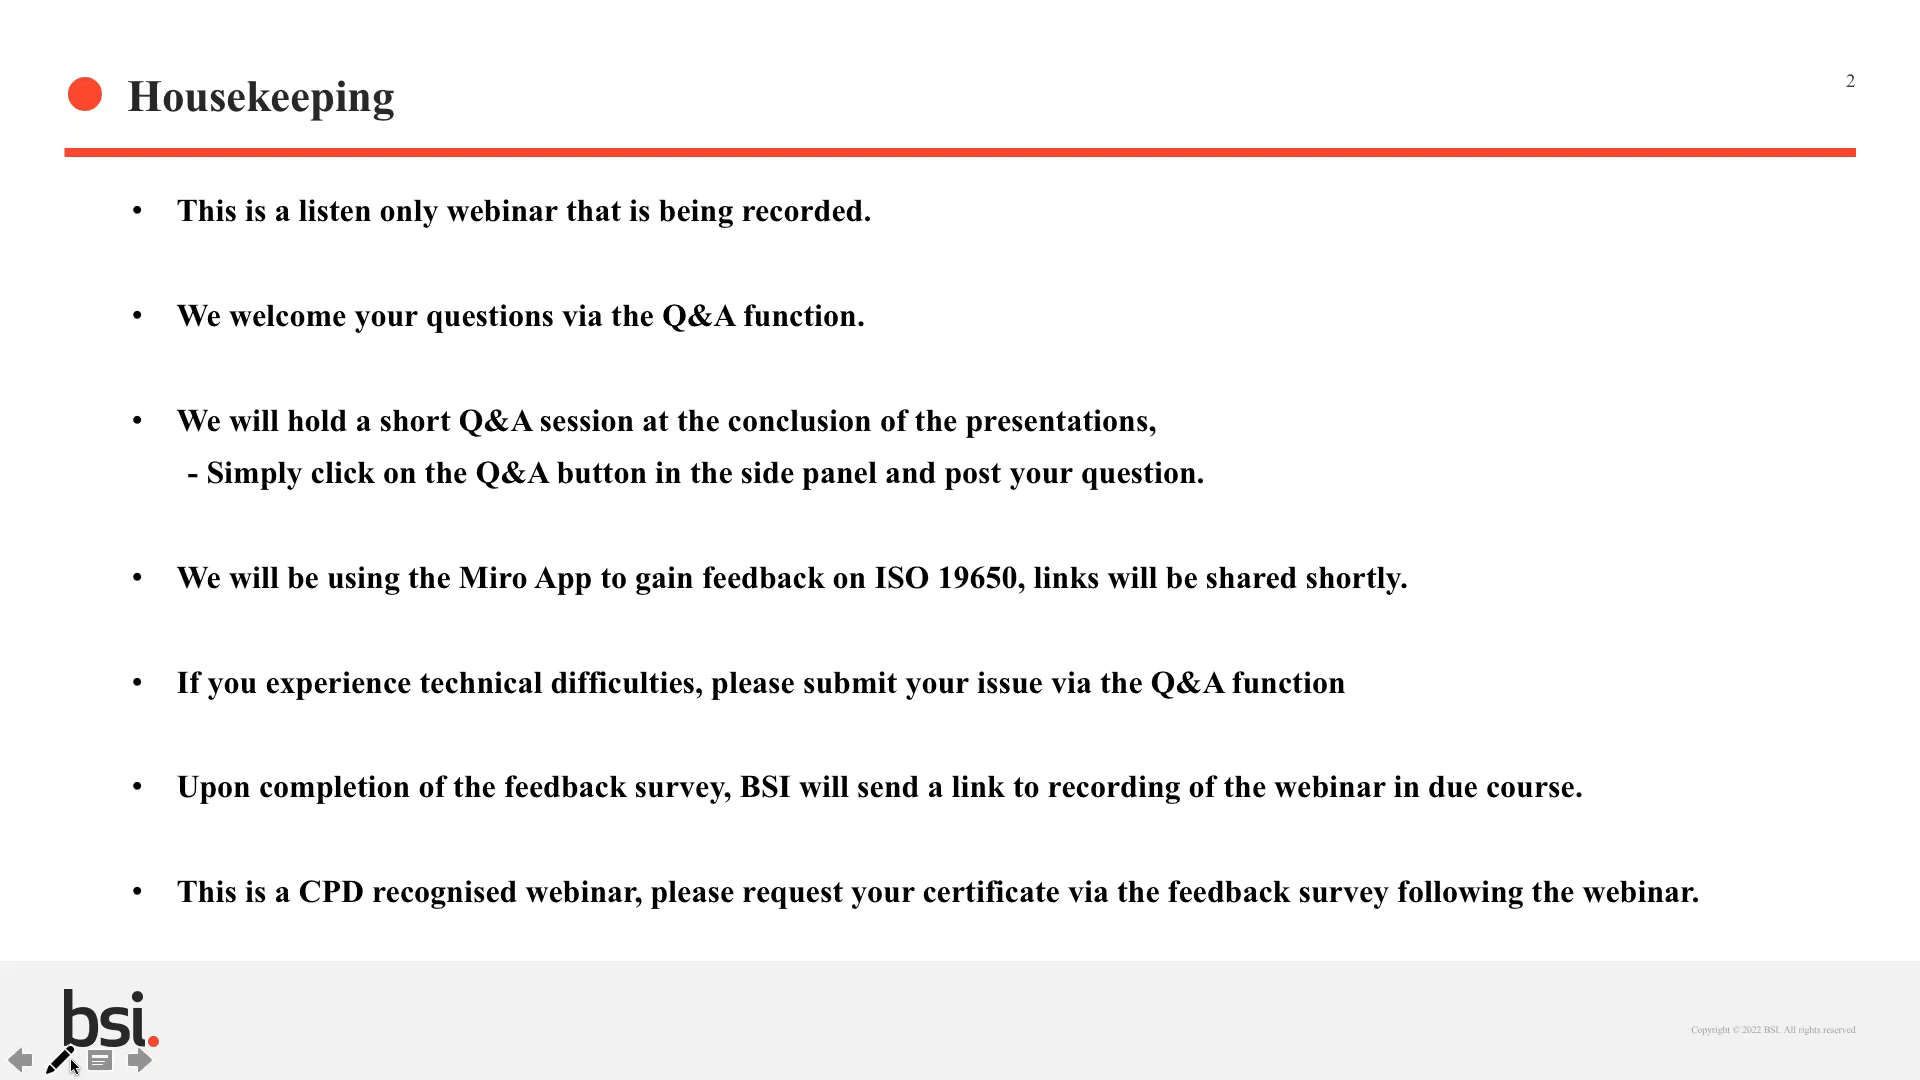 Housekeeping
2
• This is a listen only webinar that is being recorded.
• We welcome your questions via the Q&A function.
• We will hold a short Q&A session at the conclusion of the presentations,
- Simply click on the Q&A button in the side panel and post your question.
• We will be using the Miro App to gain feedback on ISO 19650, links will be shared shortly.
• If you experience technical difficulties, please submit your issue via the Q&A function
• Upon completion of the feedback survey, BSI will send a link to recording of the webinar in due course.
• This is a CPD recognised webinar, please request your certificate via the feedback survey following the webinar.
bsi.
Copyright © 2022 BSI. All rights reserved